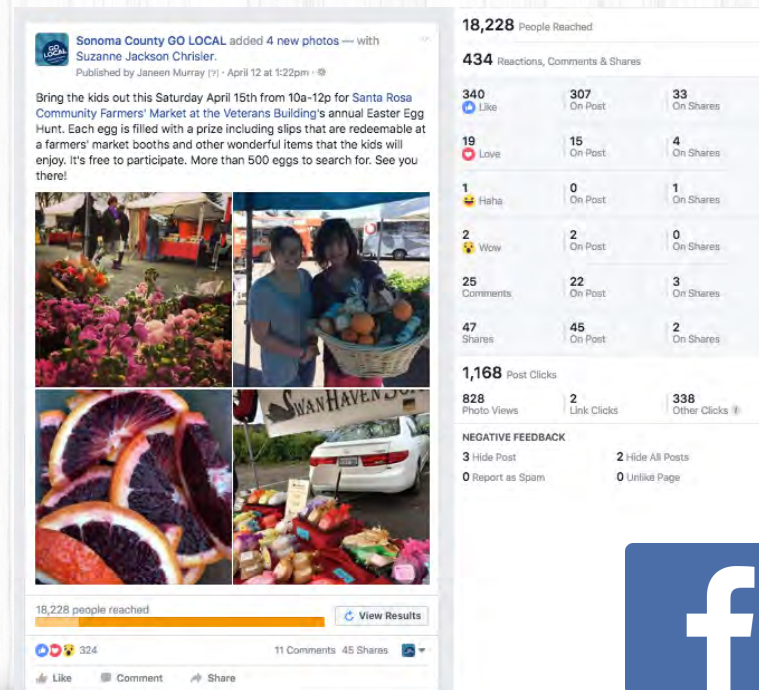 Sonoma County GO LOCAL added 4 new photos — with
Suzanne Jackson Chrisler.
Published by Janeen Murray [?] · April 12 at 1:22pm ·
GO
LOCAL
Bring the kids out this Saturday April 15th from 10a-12p for Santa Rosa
Community Farmers' Market at the Veterans Building's annual Easter Egg
Hunt. Each egg is filled with a prize including slips that are redeemable at
a farmers' market booths and other wonderful items that the kids will
enjoy. It's free to participate. More than 500 eggs to search for. See you
there!
SWANHAVEN
18,228 people reached
View Results
324
11 Comments 45 Shares
Like Comment Share
18,228 People Reached
434 Reactions, Comments & Shares
340 307 33
Like On Post On Shares
19 15 4
Love On Post On Shares
1 0 1
Haha On Post On Shares
2 2 0
Wow On Post On Shares
25 22 3
Comments On Post On Shares
47 45 2
Shares On Post On Shares
1,168 Post Clicks
828 2 338
Photo Views Link Clicks Other Clicks i
NEGATIVE FEEDBACK
3 Hide Post 2 Hide All Posts
0 Report as Spam 0 Unlike Page
f